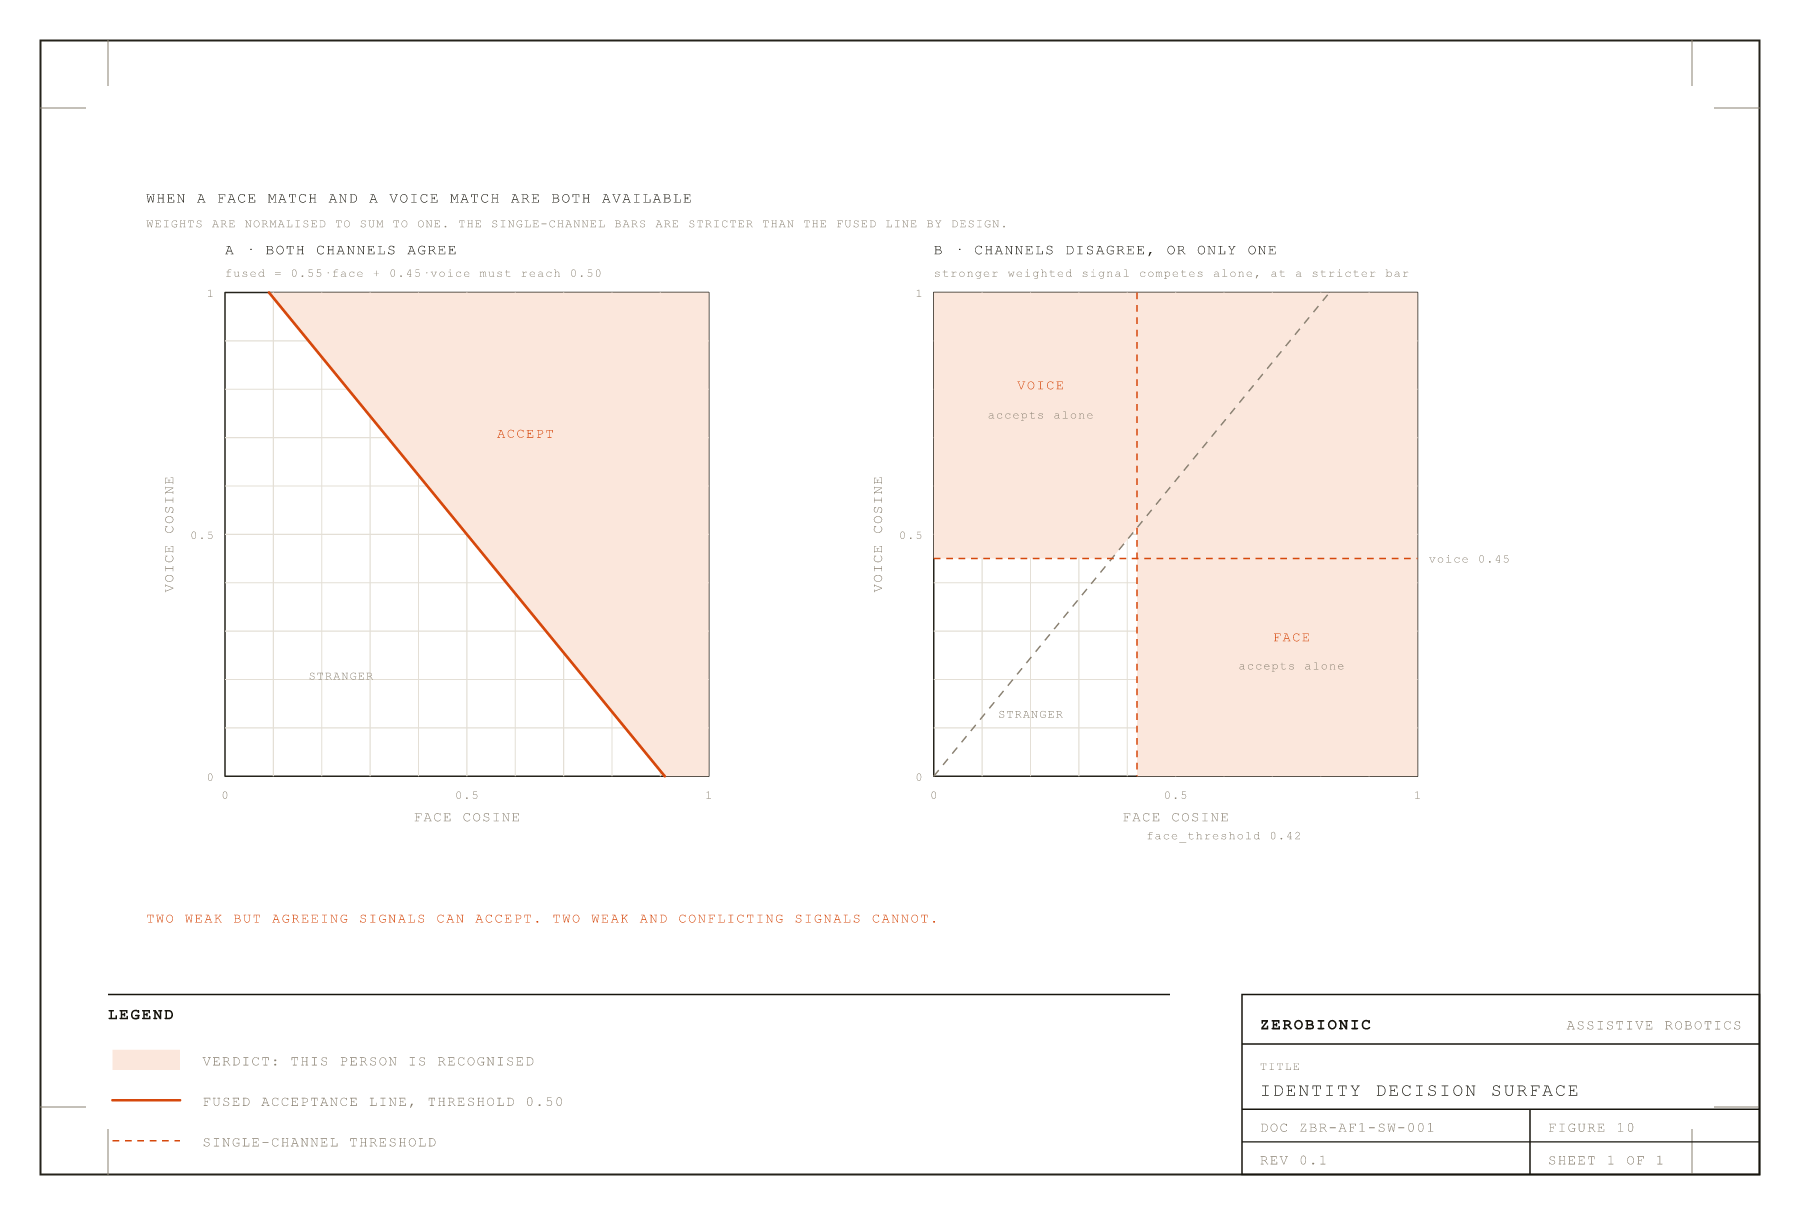 WHEN A FACE MATCH AND A VOICE MATCH ARE BOTH AVAILABLE
WEIGHTS ARE NORMALISED TO SUM TO ONE. THE SINGLE-CHANNEL BARS ARE STRICTER THAN THE FUSED LINE BY DESIGN.
A · BOTH CHANNELS AGREE
fused = 0.55·face + 0.45·voice must reach 0.50
1
0.5
0
VOICE COSINE
ACCEPT
STRANGER
0
0.5
1
FACE COSINE
B · CHANNELS DISAGREE, OR ONLY ONE
stronger weighted signal competes alone, at a stricter bar
1
0.5
0
VOICE COSINE
VOICE
accepts alone
voice 0.45
FACE
accepts alone
STRANGER
0
0.5
1
FACE COSINE
face_threshold 0.42
TWO WEAK BUT AGREEING SIGNALS CAN ACCEPT. TWO WEAK AND CONFLICTING SIGNALS CANNOT.
LEGEND
VERDICT: THIS PERSON IS RECOGNISED
FUSED ACCEPTANCE LINE, THRESHOLD 0.50
SINGLE-CHANNEL THRESHOLD
ZEROBIONIC
ASSISTIVE ROBOTICS
TITLE
IDENTITY DECISION SURFACE
DOC ZBR-AF1-SW-001
FIGURE 10
REV 0.1
SHEET 1 OF 1